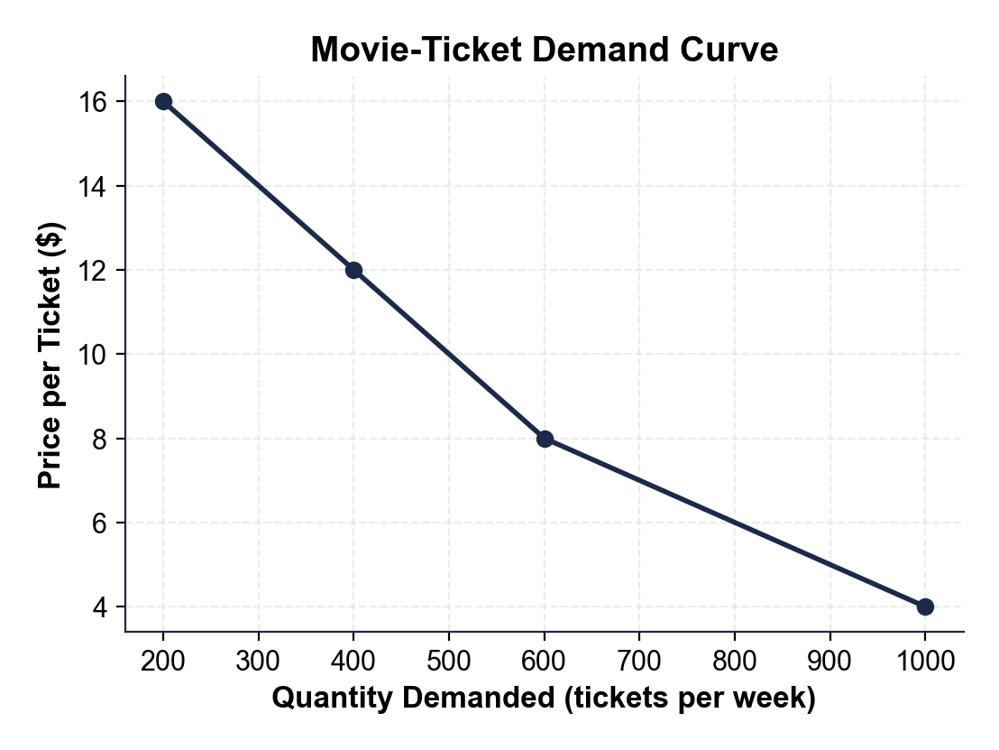 Movie-Ticket Demand Curve
Price per Ticket ($)
16
14
12
10
8
6
4
200 300 400 500 600 700 800 900 1000
Quantity Demanded (tickets per week)